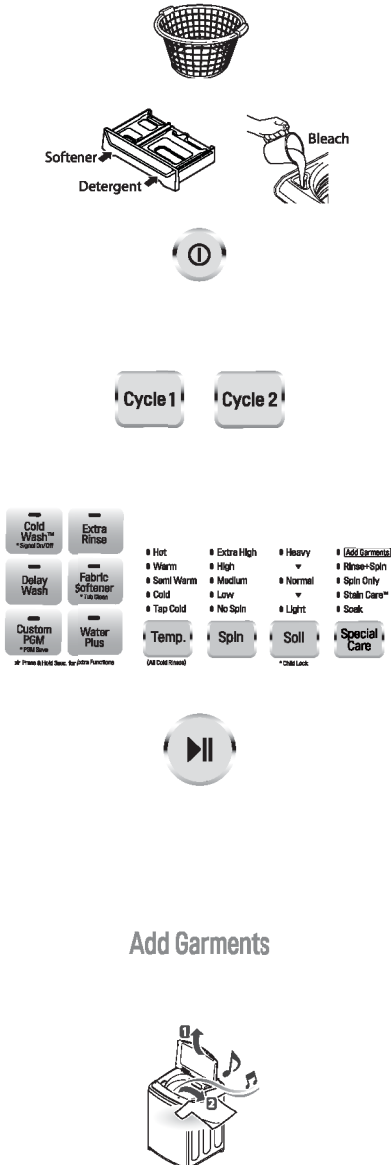 Softener
Detergent
Bleach
Cycle 1
Cycle 2
Cold
Wash™
* Signal On/Off
Extra
Rinse
Delay
Wash
Fabric
Softener
* Tub Clean
Custom
PGM
* PGM Save
Water
Plus
* Press & Hold 3sec. for Extra Functions
Hot
Warm
Semi Warm
Cold
Tap Cold
Temp.
(All Cold Rinses)
Extra High
High
Medium
Low
No Spin
Spin
Heavy
Normal
Light
Soil
* Child Lock
Add Garments
Rinse+Spin
Spin Only
Stain Care™
Soak
Special
Care
Add Garments
1
2